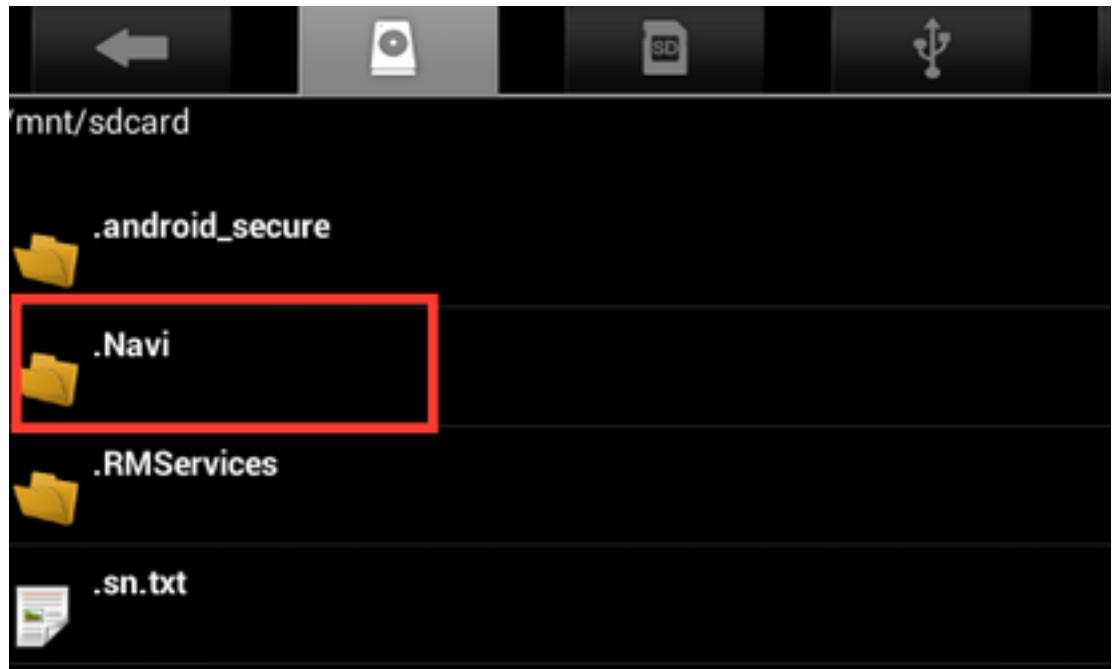 SD
/mnt/sdcard
.android_secure
.Navi
.RMServices
.sn.txt